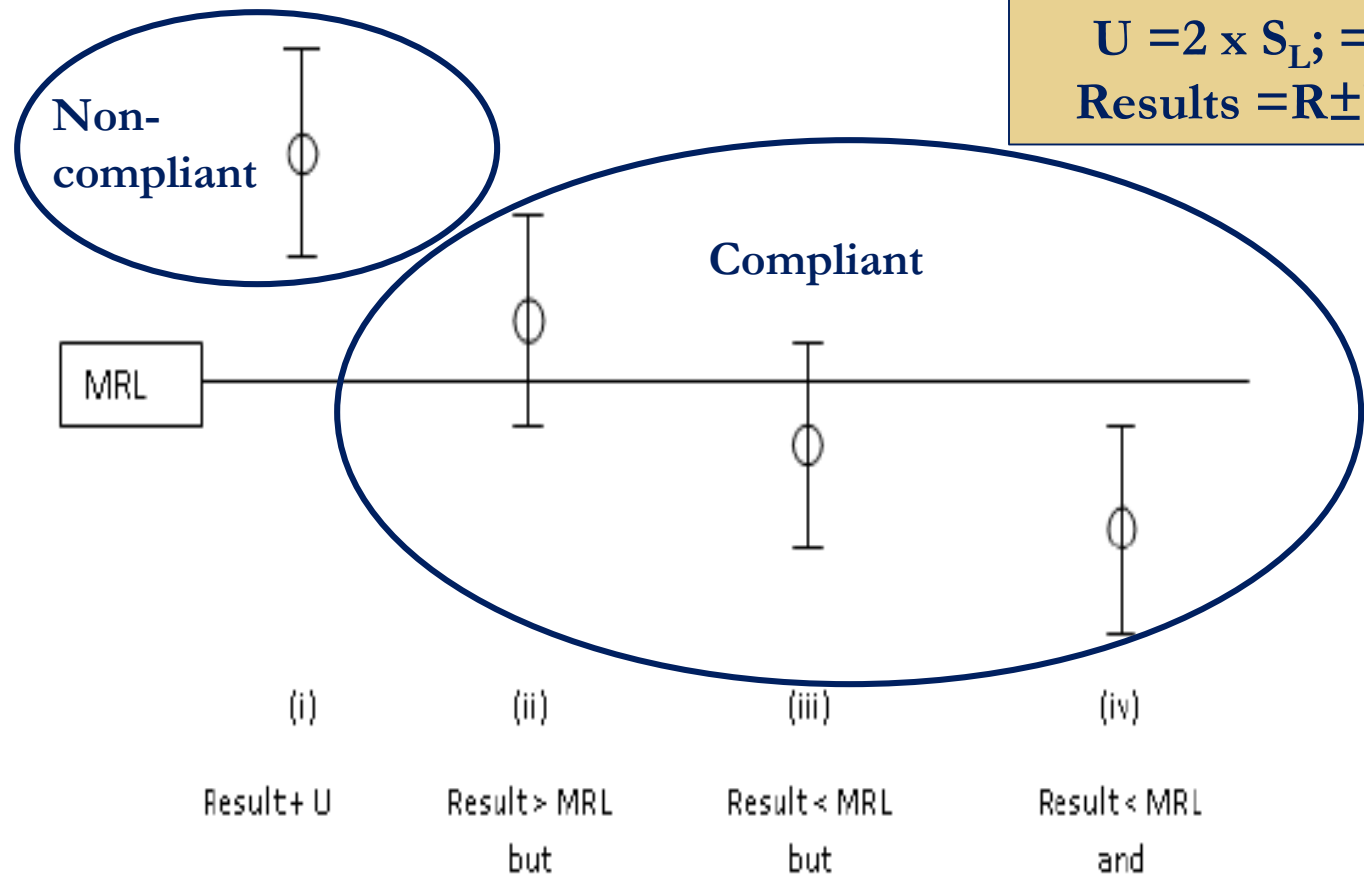 U =2 x SL; =
Results =R±
Non-
compliant
Compliant
MRL
(i) (ii) (iii) (iv)
Result+ U Result> MRL Result< MRL Result< MRL
but but and